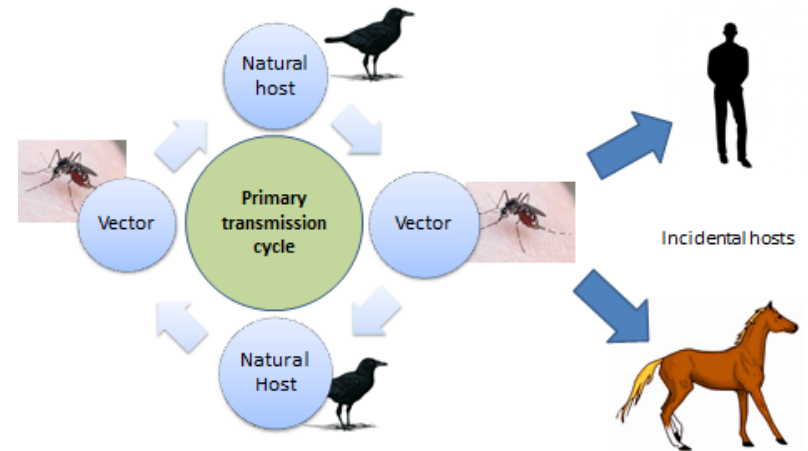 Natural
host
Vector
Primary
transmission
cycle
Vector
Incidental hosts
Natural
Host